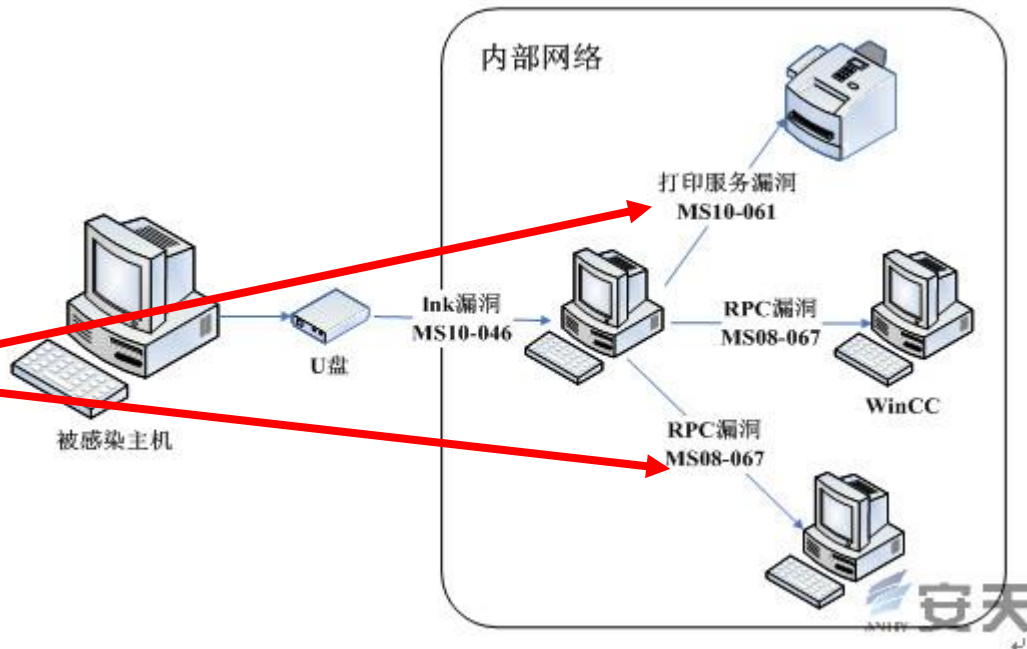 内部网络
打印服务漏洞
MS10-061
lnk漏洞
MS10-046
RPC漏洞
MS08-067
U盘
WinCC
被感染主机
RPC漏洞
MS08-067
安天